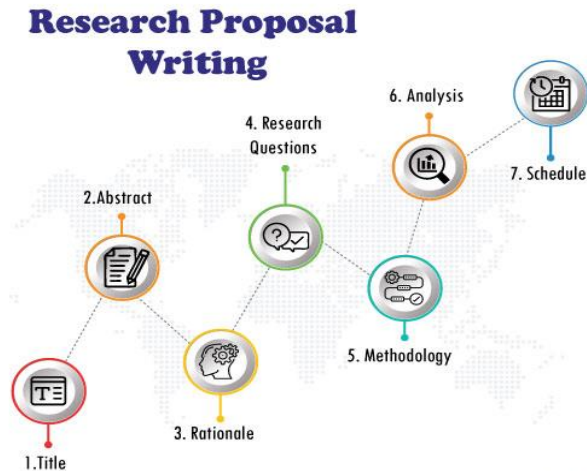 Research Proposal
Writing
1.Title
2.Abstract
3. Rationale
4. Research
Questions
5. Methodology
6. Analysis
7. Schedule